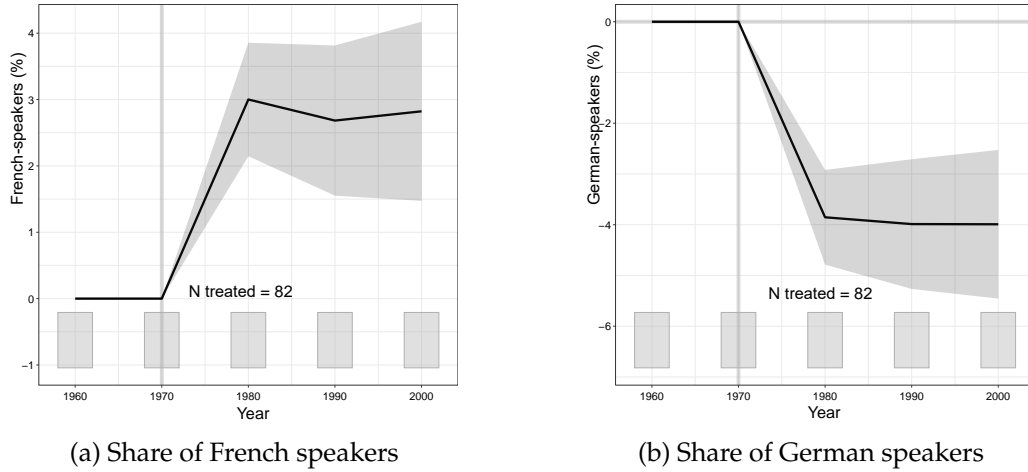 4
3
2
1
0
−1
French-speakers (%)
N treated = 82
1960 1970 1980 1990 2000
Year
(a) Share of French speakers
0
−2
−4
−6
German-speakers (%)
N treated = 82
1960 1970 1980 1990 2000
Year
(b) Share of German speakers